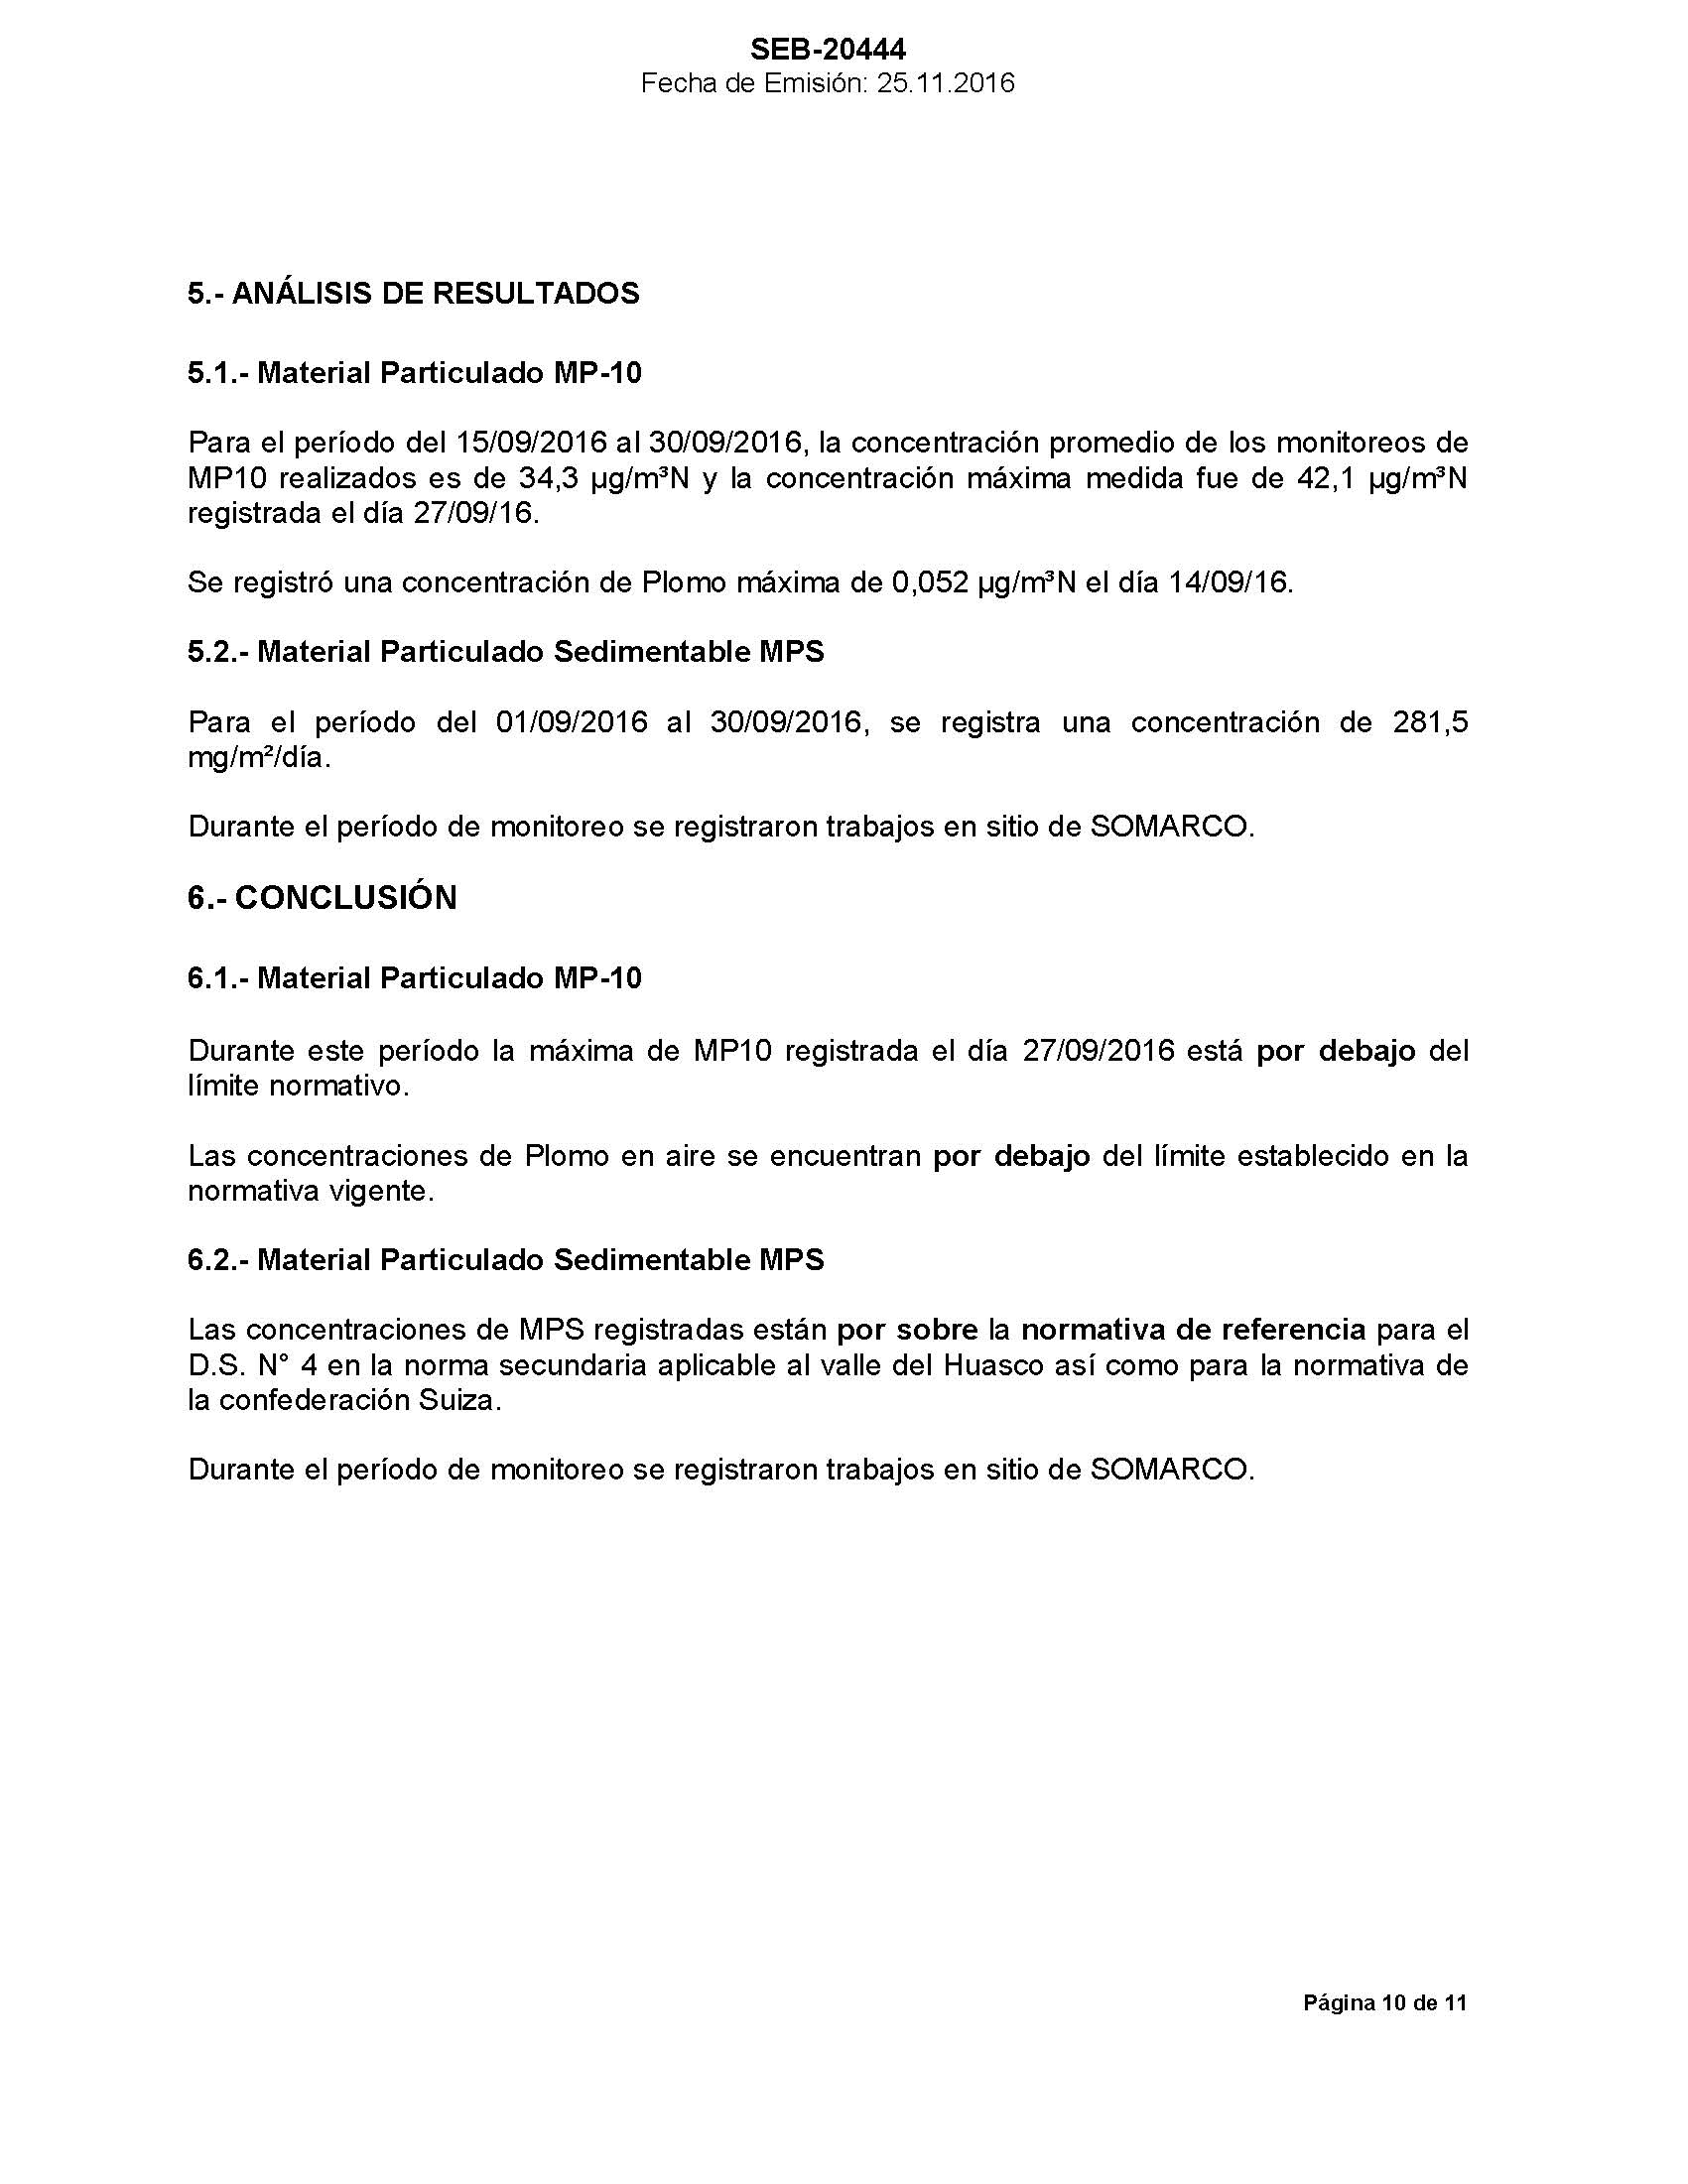 SEB-20444
Fecha de Emisión: 25.11.2016
5.- ANÁLISIS DE RESULTADOS
5.1.- Material Particulado MP-10
Para el período del 15/09/2016 al 30/09/2016, la concentración promedio de los monitoreos de
MP10 realizados es de 34,3 µg/m³N y la concentración máxima medida fue de 42,1 µg/m³N
registrada el día 27/09/16.
Se registró una concentración de Plomo máxima de 0,052 µg/m³N el día 14/09/16.
5.2.- Material Particulado Sedimentable MPS
Para el período del 01/09/2016 al 30/09/2016, se registra una concentración de 281,5
mg/m²/día.
Durante el período de monitoreo se registraron trabajos en sitio de SOMARCO.
6.- CONCLUSIÓN
6.1.- Material Particulado MP-10
Durante este período la máxima de MP10 registrada el día 27/09/2016 está por debajo del
límite normativo.
Las concentraciones de Plomo en aire se encuentran por debajo del límite establecido en la
normativa vigente.
6.2.- Material Particulado Sedimentable MPS
Las concentraciones de MPS registradas están por sobre la normativa de referencia para el
D.S. N° 4 en la norma secundaria aplicable al valle del Huasco así como para la normativa de
la confederación Suiza.
Durante el período de monitoreo se registraron trabajos en sitio de SOMARCO.
Página 10 de 11